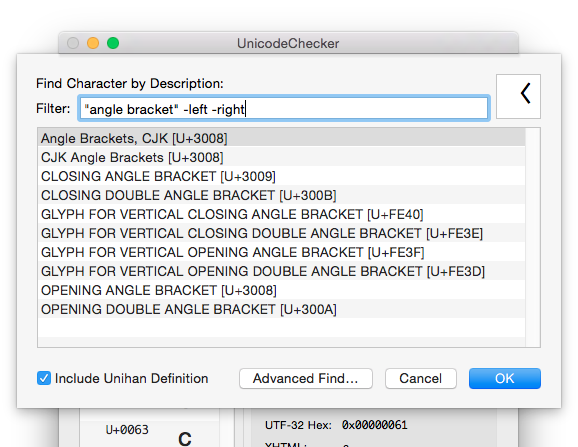 UnicodeChecker
Find Character by Description:
Filter: "angle bracket" -left -right
〈
Angle Brackets, CJK [U+3008]
CJK Angle Brackets [U+3008]
CLOSING ANGLE BRACKET [U+3009]
CLOSING DOUBLE ANGLE BRACKET [U+300B]
GLYPH FOR VERTICAL CLOSING ANGLE BRACKET [U+FE40]
GLYPH FOR VERTICAL CLOSING DOUBLE ANGLE BRACKET [U+FE3E]
GLYPH FOR VERTICAL OPENING ANGLE BRACKET [U+FE3F]
GLYPH FOR VERTICAL OPENING DOUBLE ANGLE BRACKET [U+FE3D]
OPENING ANGLE BRACKET [U+3008]
OPENING DOUBLE ANGLE BRACKET [U+300A]
Include Unihan Definition Advanced Find... Cancel OK
U+0063 c UTF-32 Hex: 0x00000061